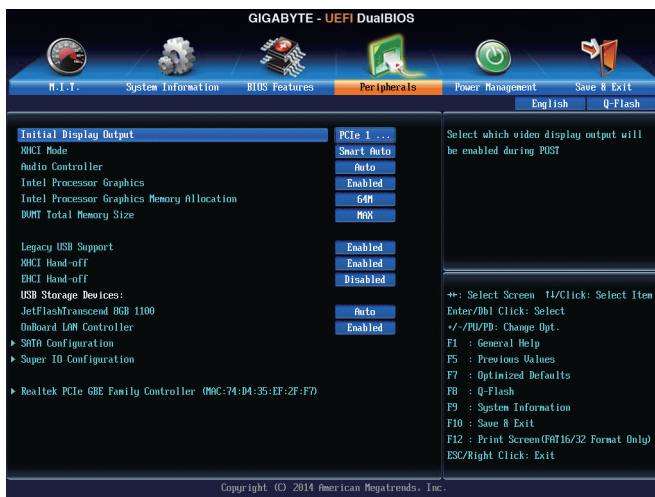 GIGABYTE - UEFI DualBIOS
M.I.T. System Information BIOS Features Peripherals Power Management Save & Exit
English Q-Flash
Initial Display Output PCIe 1 ...
XHCI Mode Smart Auto
Audio Controller Auto
Intel Processor Graphics Enabled
Intel Processor Graphics Memory Allocation 64M
DVMT Total Memory Size MAX
Legacy USB Support Enabled
XHCI Hand-off Enabled
EHCI Hand-off Disabled
USB Storage Devices:
JetFlashTranscend 8GB 1100 Auto
OnBoard LAN Controller Enabled
SATA Configuration
Super IO Configuration
Realtek PCIe GBE Family Controller (MAC:74:D4:35:EF:2F:F7)
Select which video display output will
be enabled during POST
→←: Select Screen ↑↓/Click: Select Item
Enter/Dbl Click: Select
+/-/PU/PD: Change Opt.
F1 : General Help
F5 : Previous Values
F7 : Optimized Defaults
F8 : Q-Flash
F9 : System Information
F10 : Save & Exit
F12 : Print Screen(FAT16/32 Format Only)
ESC/Right Click: Exit
Copyright (C) 2014 American Megatrends, Inc.